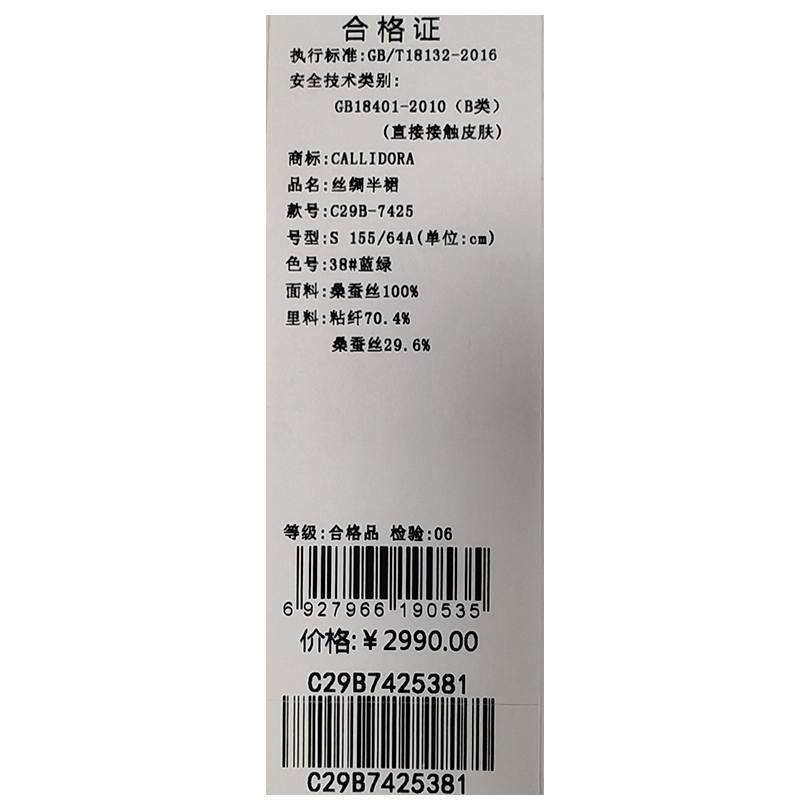 合格证
执行标准:GB/T18132-2016
安全技术类别:
GB18401-2010（B类）
(直接接触皮肤)
商标:CALLIDORA
品名:丝绸半裙
款号:C29B-7425
号型:S 155/64A(单位:cm)
色号:38#蓝绿
面料:桑蚕丝100%
里料:粘纤70.4%
桑蚕丝29.6%
等级:合格品 检验:06
6 927966 190535
价格:￥2990.00
C29B7425381
C29B7425381